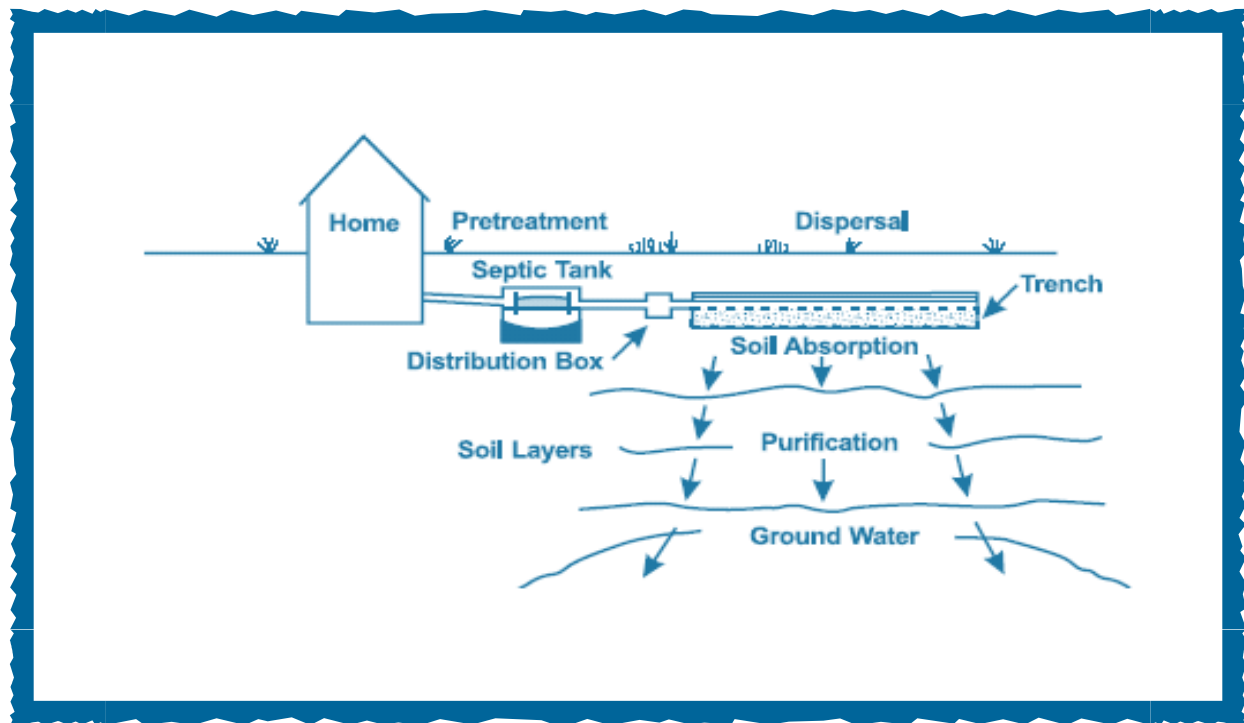 Home
Pretreatment
Dispersal
Septic Tank
Trench
Distribution Box
Soil Absorption
Soil Layers
Purification
Ground Water